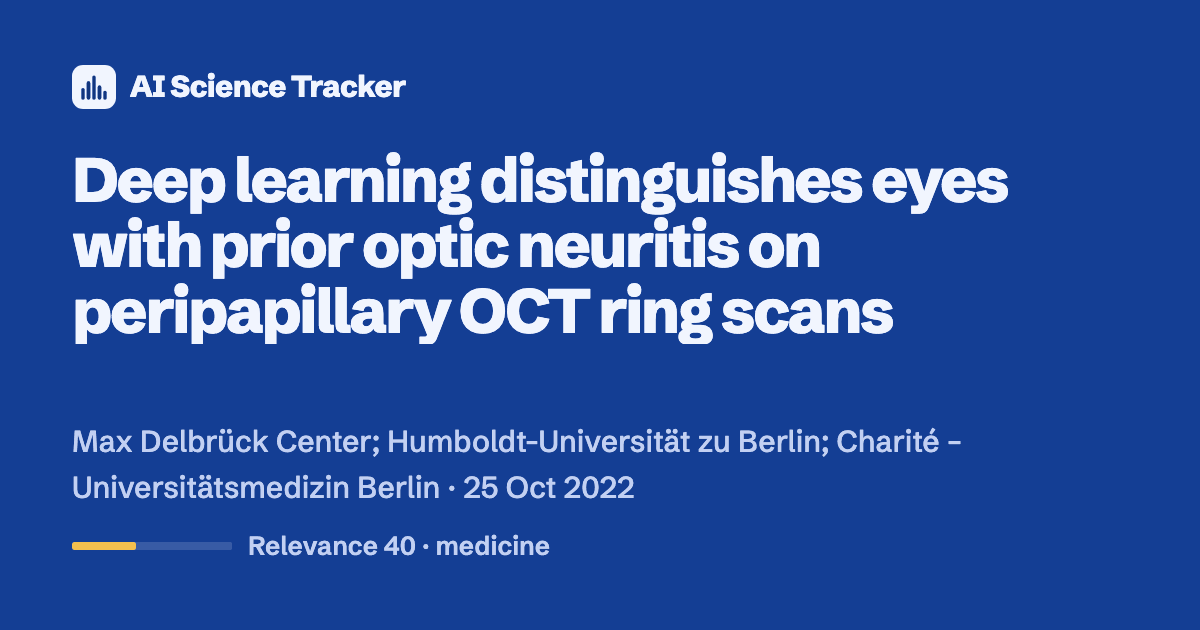 AI Science Tracker
Deep learning distinguishes eyes
with prior optic neuritis on
peripapillary OCT ring scans
Max Delbrück Center; Humboldt-Universität zu Berlin; Charité –
Universitätsmedizin Berlin · 25 Oct 2022
Relevance 40 · medicine